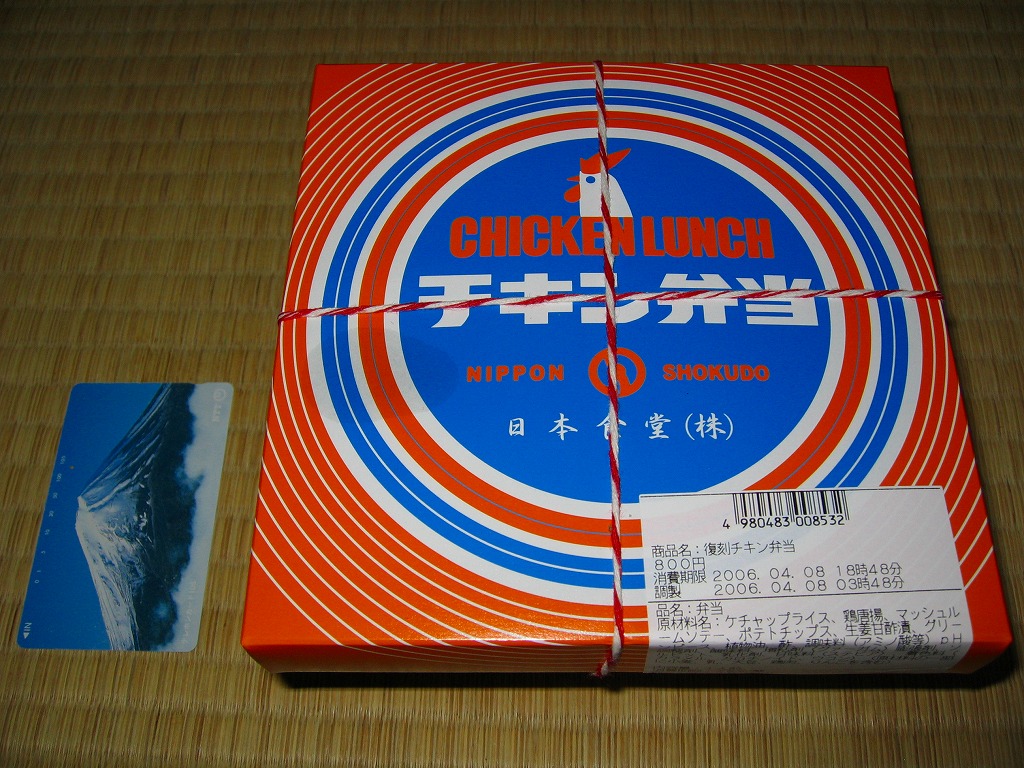 CHICKEN LUNCH
チキン弁当
NIPPON SHOKUDO
日本食堂(株)
4 980483 008532
商品名:復刻チキン弁当
800円
消費期限 2006. 04. 08 18時48分
調製 2006. 04. 08 03時48分
品名:弁当
原材料名:ケチャップライス、鶏唐揚、マッシュル
ームソテー、ポテトチップス、生姜甘酢漬、グリー